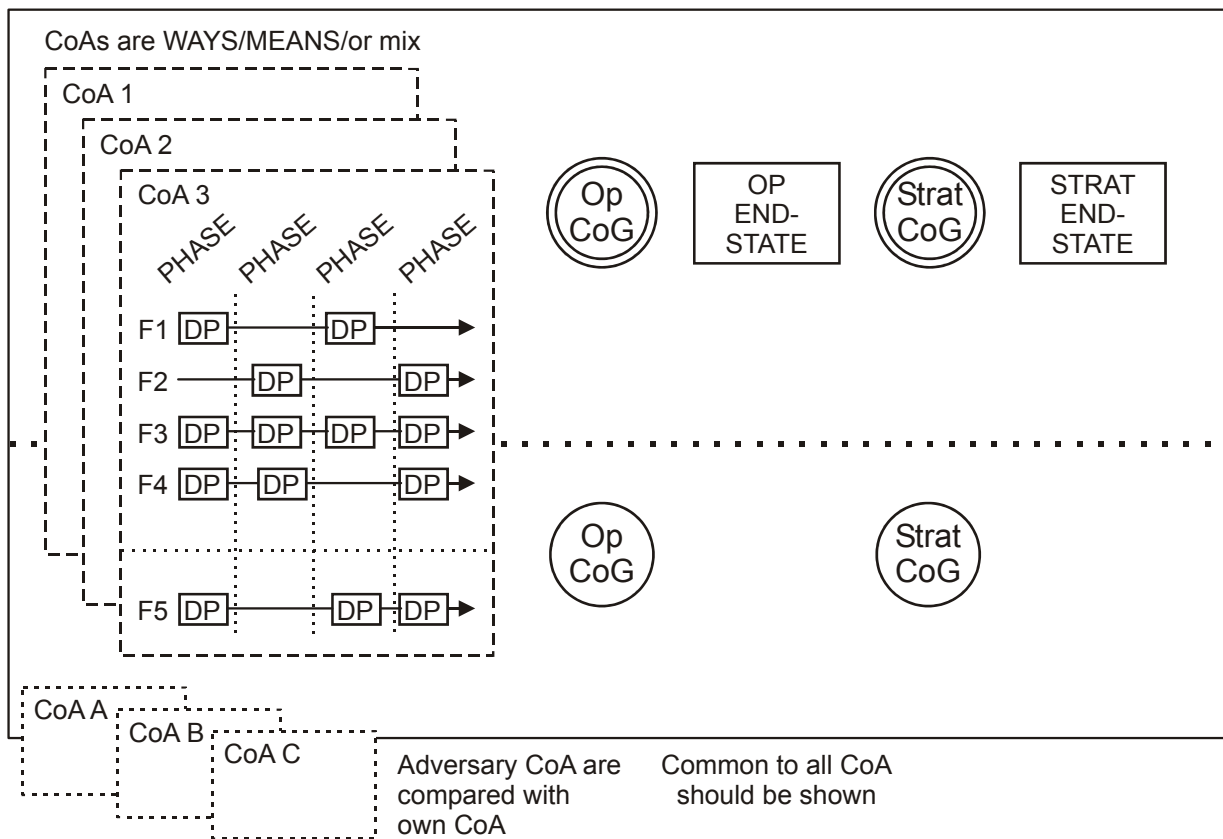 CoAs are WAYS/MEANS/or mix
CoA 1
CoA 2
CoA 3
PHASE PHASE PHASE PHASE
F1 DP DP
F2 DP DP
F3 DP DP DP DP
F4 DP DP DP
F5 DP DP DP
Op
CoG
OP
END-
STATE
Strat
CoG
STRAT
END-
STATE
Op
CoG
Strat
CoG
CoA A
CoA B
CoA C
Adversary CoA are
compared with
own CoA
Common to all CoA
should be shown